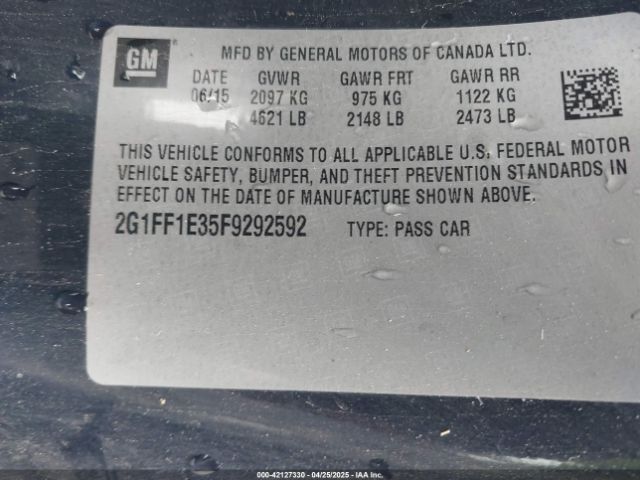 GM
MFD BY GENERAL MOTORS OF CANADA LTD.
DATE GVWR GAWR FRT GAWR RR
06/15 2097 KG 975 KG 1122 KG
4621 LB 2148 LB 2473 LB
THIS VEHICLE CONFORMS TO ALL APPLICABLE U.S. FEDERAL MOTOR
VEHICLE SAFETY, BUMPER, AND THEFT PREVENTION STANDARDS IN
EFFECT ON THE DATE OF MANUFACTURE SHOWN ABOVE.
2G1FF1E35F9292592 TYPE: PASS CAR
000-42127330 - 04/25/2025 - IAAI.COM